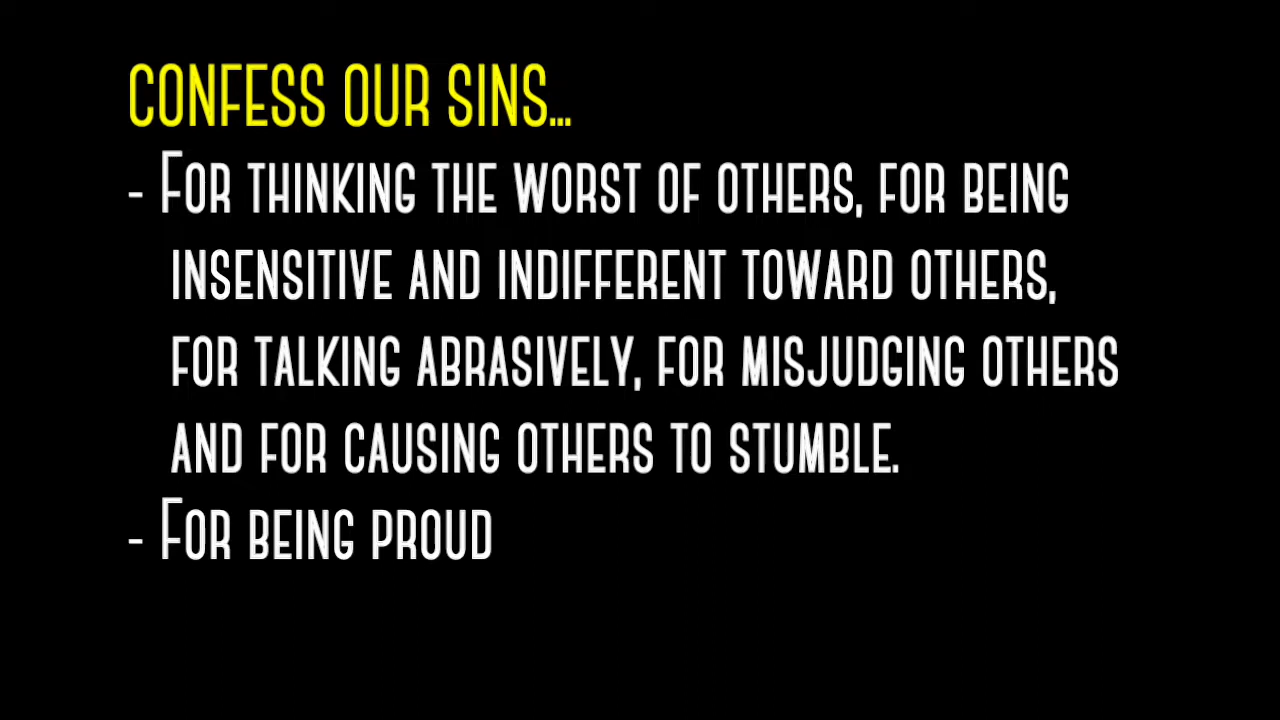 CONFESS OUR SINS...
- FOR THINKING THE WORST OF OTHERS, FOR BEING
INSENSITIVE AND INDIFFERENT TOWARD OTHERS,
FOR TALKING ABRASIVELY, FOR MISJUDGING OTHERS
AND FOR CAUSING OTHERS TO STUMBLE.
- FOR BEING PROUD